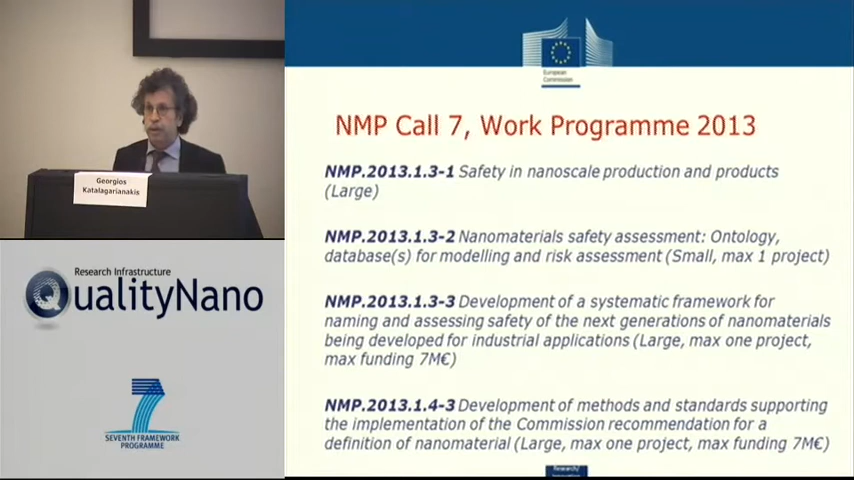 Georgios
Katalagarianakis
Research Infrastructure
QualityNano
SEVENTH FRAMEWORK
PROGRAMME
European
Commission
NMP Call 7, Work Programme 2013
NMP.2013.1.3-1 Safety in nanoscale production and products
(Large)
NMP.2013.1.3-2 Nanomaterials safety assessment: Ontology,
database(s) for modelling and risk assessment (Small, max 1 project)
NMP.2013.1.3-3 Development of a systematic framework for
naming and assessing safety of the next generations of nanomaterials
being developed for industrial applications (Large, max one project,
max funding 7M€)
NMP.2013.1.4-3 Development of methods and standards supporting
the implementation of the Commission recommendation for a
definition of nanomaterial (Large, max one project, max funding 7M€)
Research/